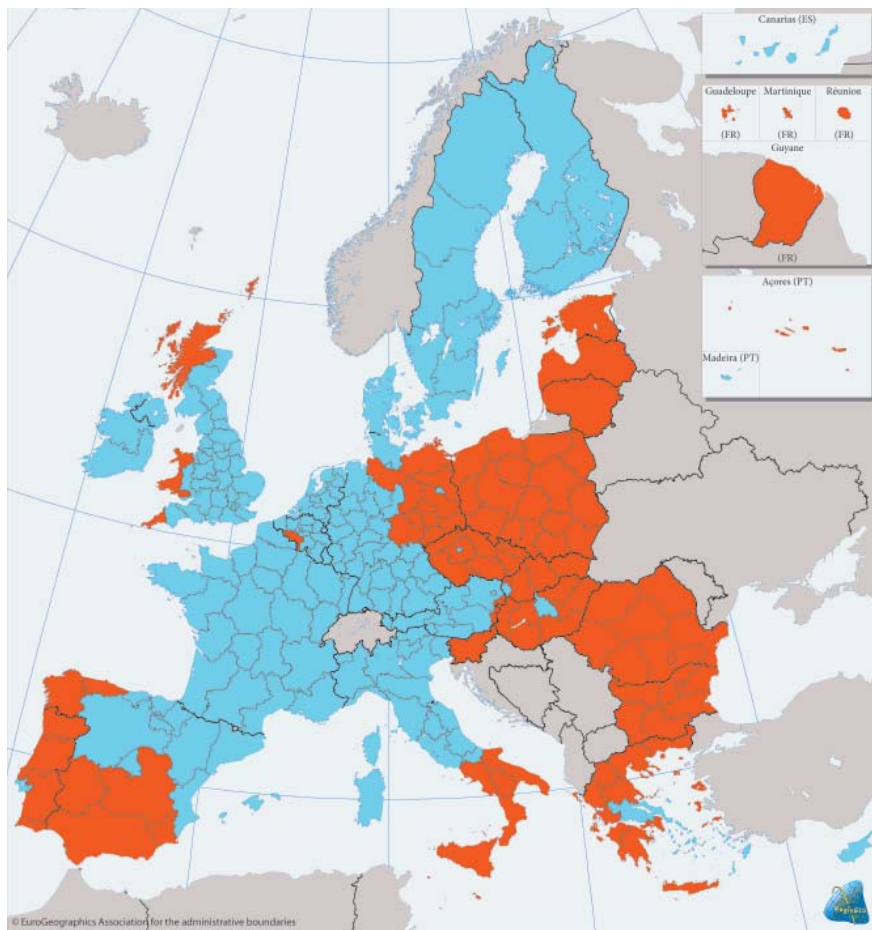 Canarias (ES)
Guadeloupe
Martinique
Réunion
(FR)
(FR)
(FR)
Guyane
(FR)
Açores (PT)
Madeira (PT)
© EuroGeographics Association for the administrative boundaries